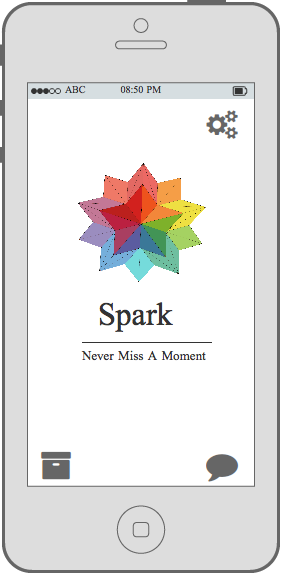 ABC 08:50 PM
Spark
Never Miss A Moment